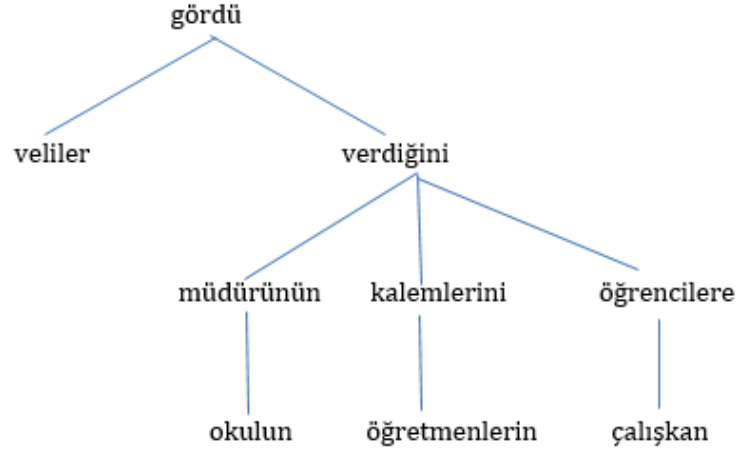 gördü
veliler verdiğini
müdürünün kalemlerini öğrencilere
okulun öğretmenlerin çalışkan